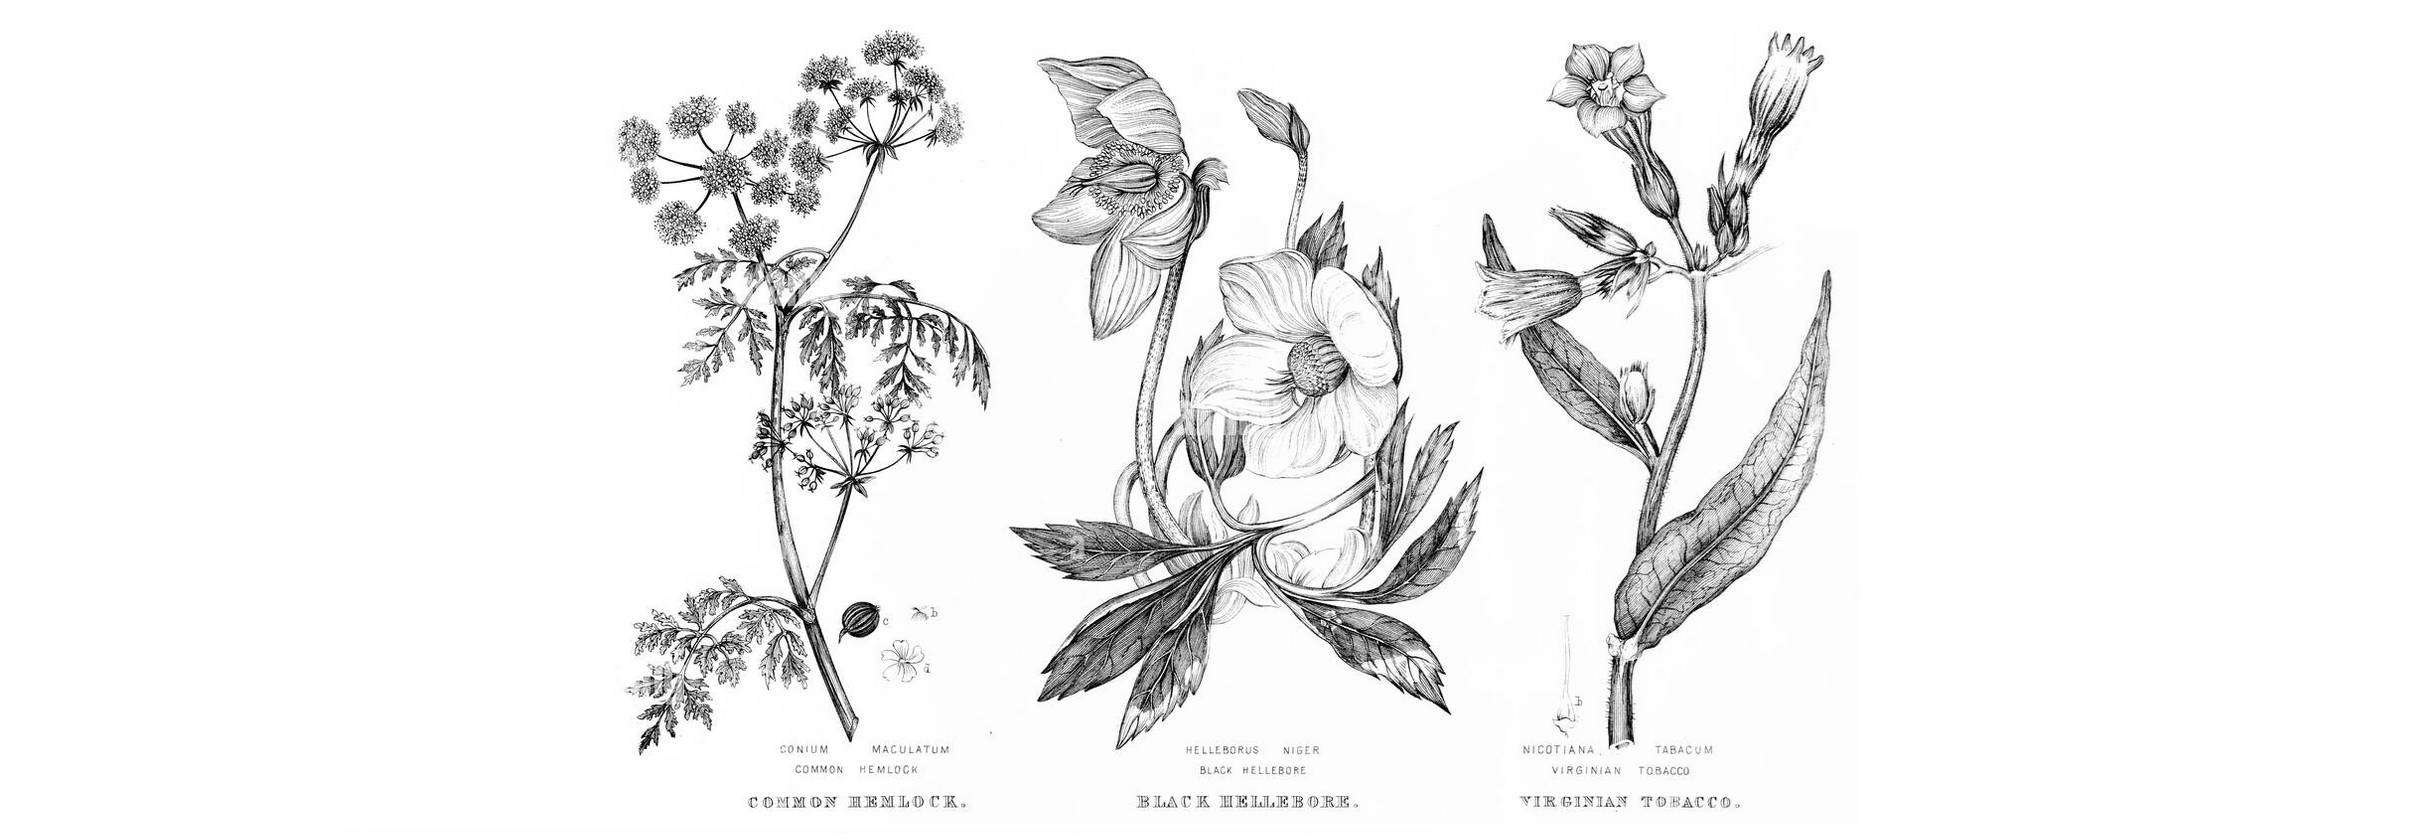 c
b
a
b
CONIUM MACULATUM
COMMON HEMLOCK
COMMON HEMLOCK.
HELLEBORUS NIGER
BLACK HELLEBORE
BLACK HELLEBORE.
NICOTIANA. TABACUM
VIRGINIAN TOBACCO
VIRGINIAN TOBACCO.